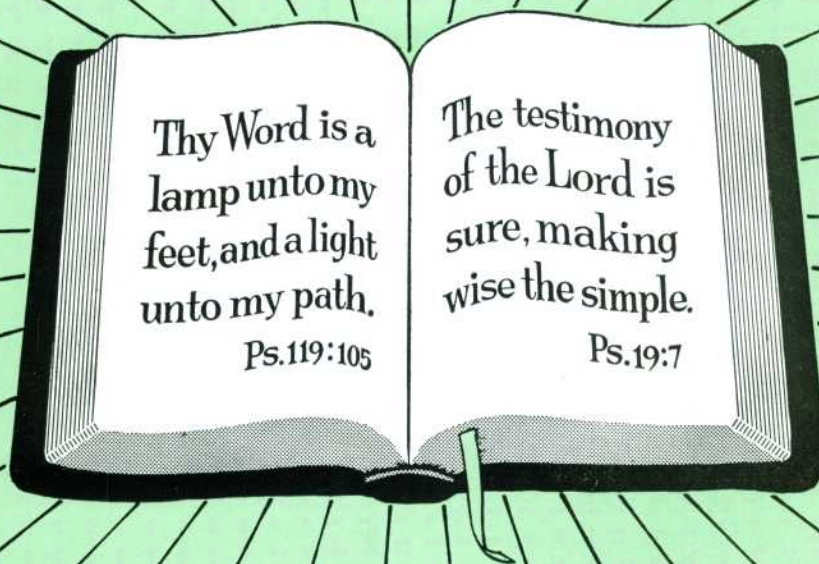 Thy Word is a
lamp unto my
feet, and a light
unto my path.
Ps. 119:105
The testimony
of the Lord is
sure, making
wise the simple.
Ps. 19:7